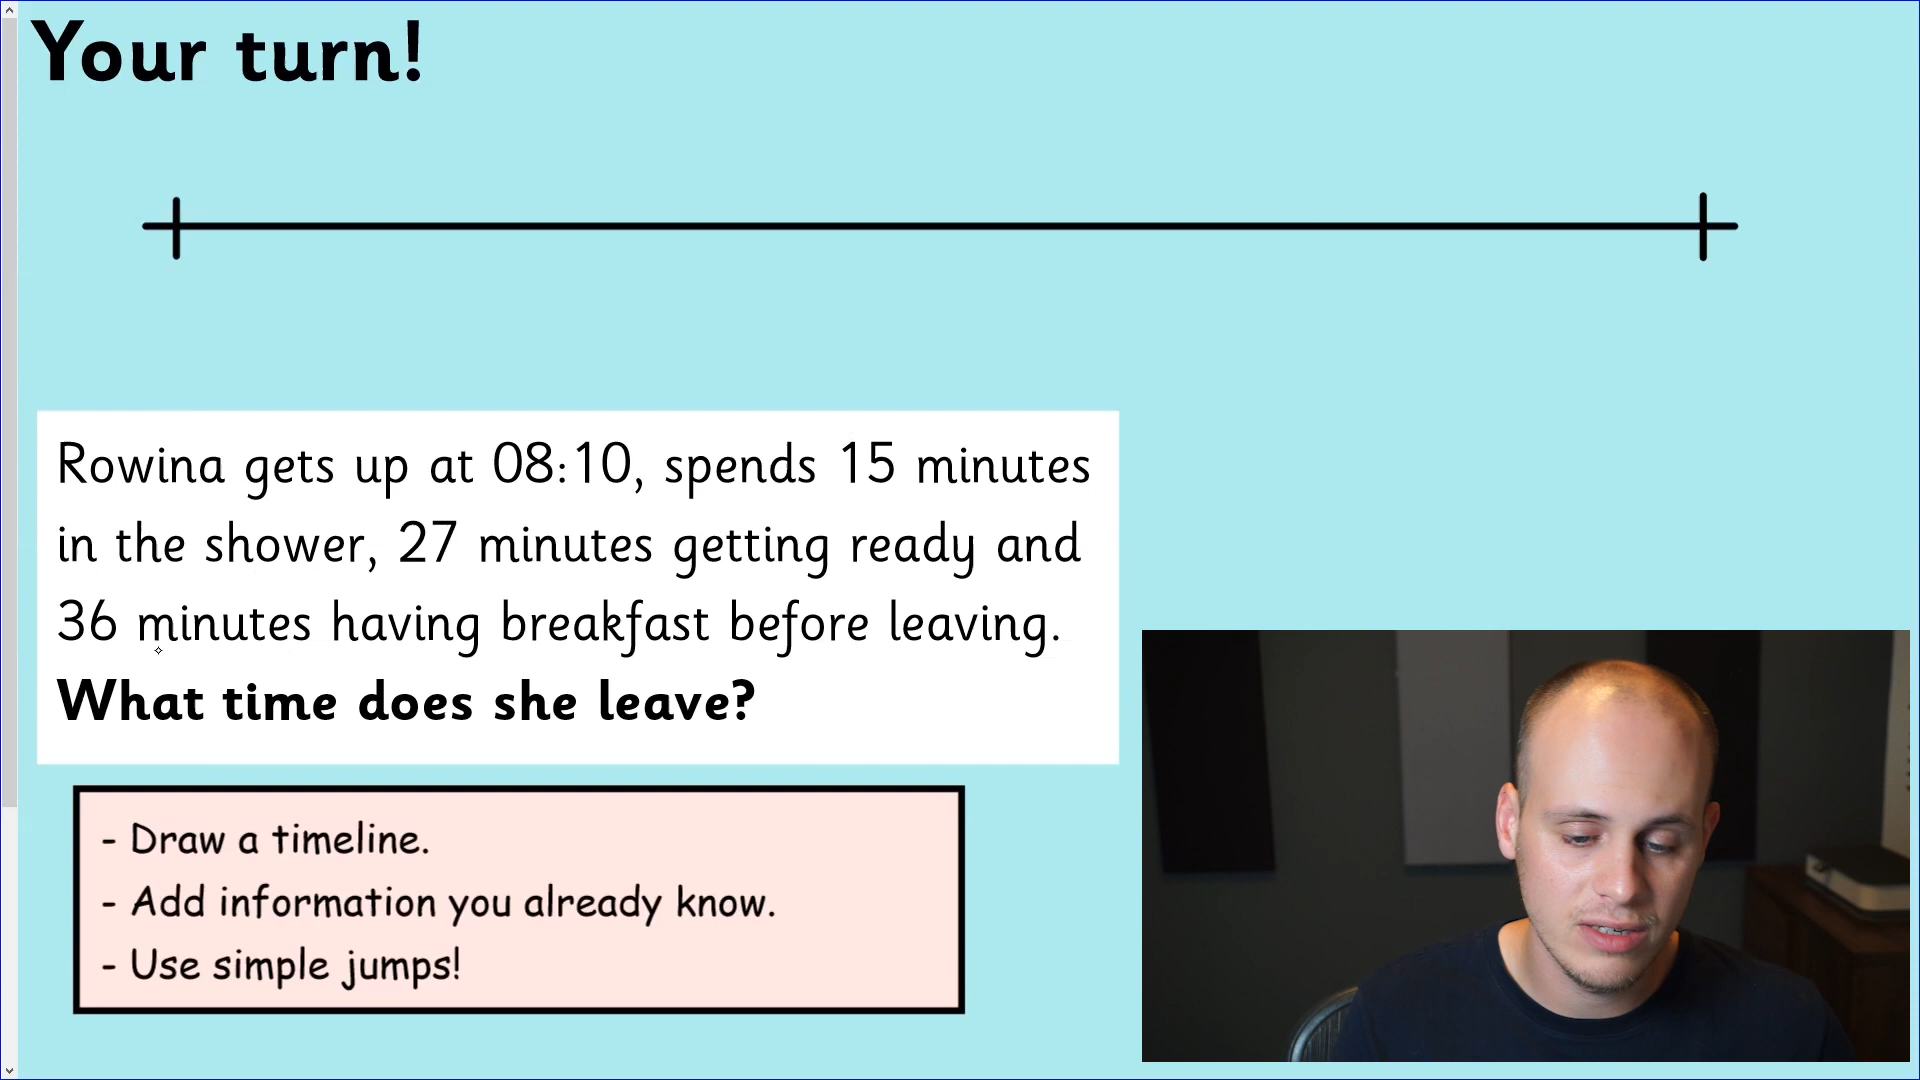 Your turn!
Rowina gets up at 08:10, spends 15 minutes
in the shower, 27 minutes getting ready and
36 minutes having breakfast before leaving.
What time does she leave?
- Draw a timeline.
- Add information you already know.
- Use simple jumps!